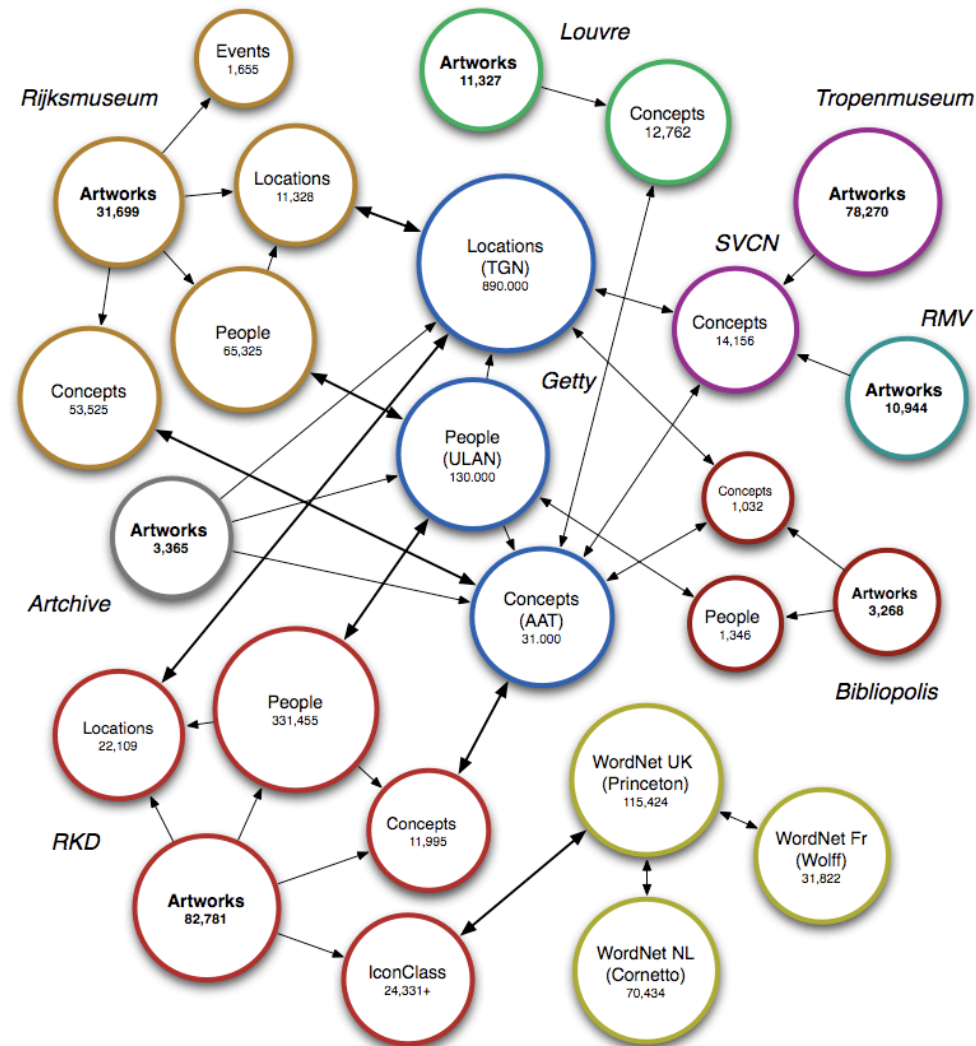 Events
1,655
Louvre
Artworks
11,327
Rijksmuseum
Concepts
12,762
Tropenmuseum
Artworks
31,699
Locations
11,328
Artworks
78,270
Locations
(TGN)
890.000
SVCN
Concepts
14,156
RMV
People
65,325
Artworks
10,944
Concepts
53,525
Getty
People
(ULAN)
130.000
Concepts
1,032
Artworks
3,365
Artchive
Concepts
(AAT)
31.000
People
1,346
Artworks
3,268
Bibliopolis
Locations
22,109
People
331,455
WordNet UK
(Princeton)
115,424
RKD
Concepts
11,995
WordNet Fr
(Wolff)
31,822
Artworks
82,781
IconClass
24,331+
WordNet NL
(Cornetto)
70,434